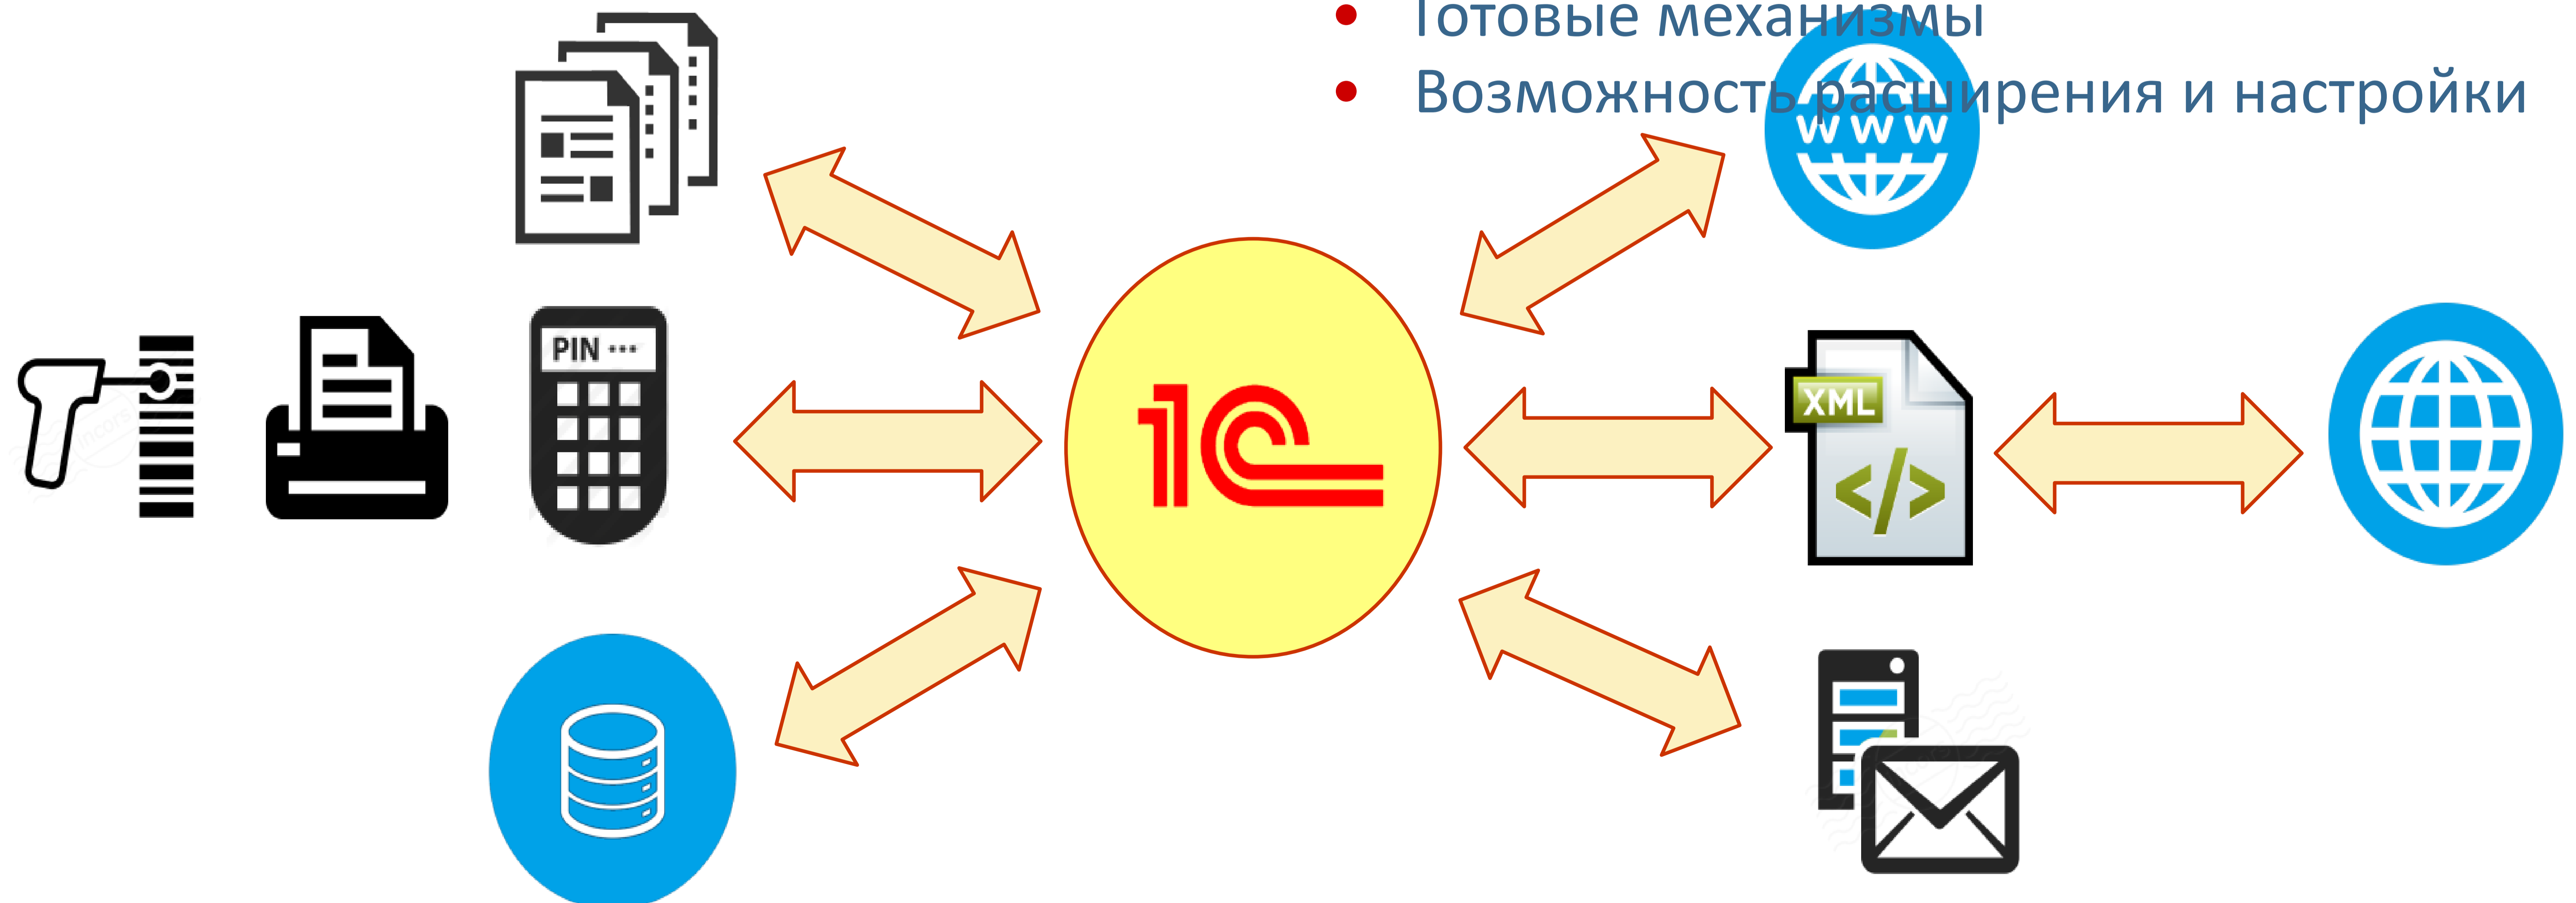 Готовые механизмы
Возможность расширения и настройки
WWW
PIN ···
1С
XML
</>